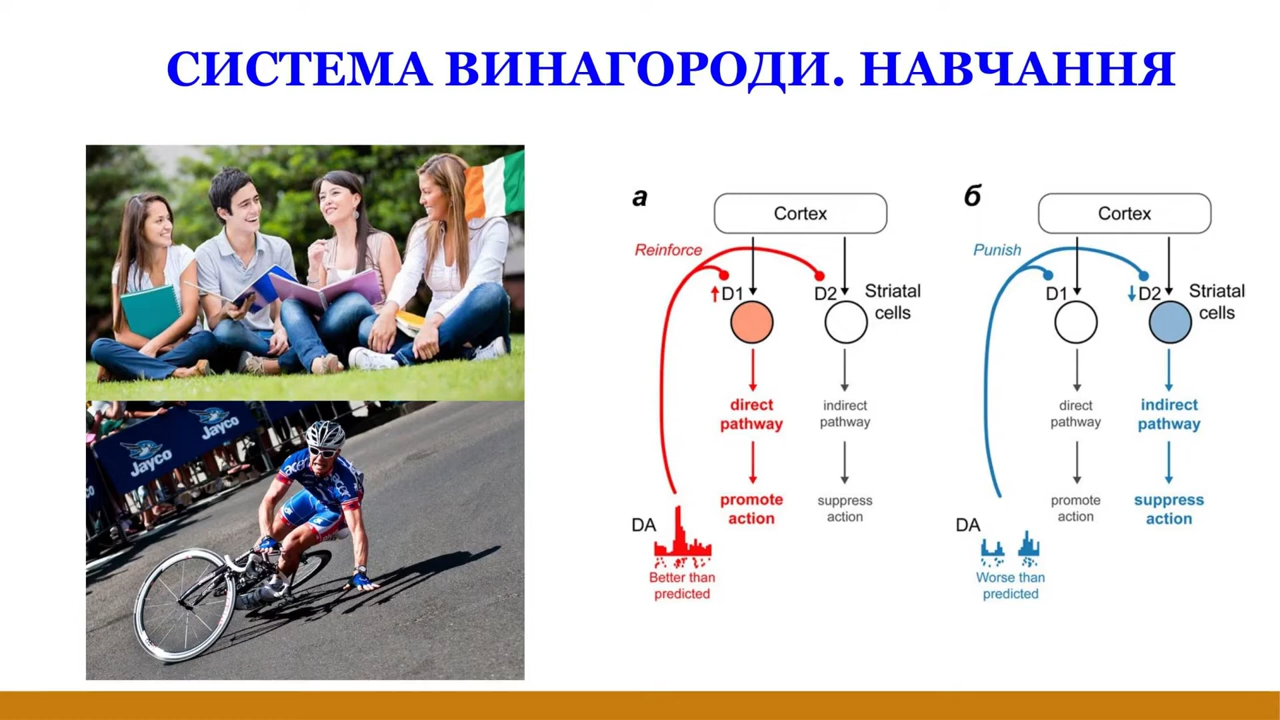 СИСТЕМА ВИНАГОРОДИ. НАВЧАННЯ
Jayco
Jayco
acer
а
Cortex
Reinforce
D1
D2
Striatal
cells
direct
pathway
indirect
pathway
promote
action
suppress
action
DA
Better than
predicted
б
Cortex
Punish
D1
D2
Striatal
cells
direct
pathway
indirect
pathway
promote
action
suppress
action
DA
Worse than
predicted